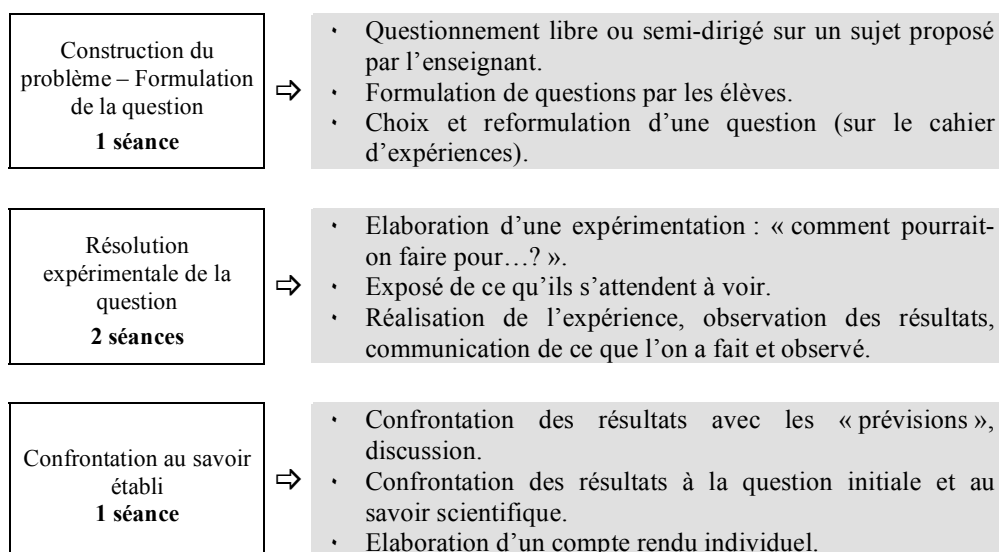 Construction du
problème – Formulation
de la question
1 séance
⇨
· Questionnement libre ou semi-dirigé sur un sujet proposé
par l’enseignant.
· Formulation de questions par les élèves.
· Choix et reformulation d’une question (sur le cahier
d’expériences).
Résolution
expérimentale de la
question
2 séances
⇨
· Elaboration d’une expérimentation : « comment pourrait-
on faire pour…? ».
· Exposé de ce qu’ils s’attendent à voir.
· Réalisation de l’expérience, observation des résultats,
communication de ce que l’on a fait et observé.
Confrontation au savoir
établi
1 séance
⇨
· Confrontation des résultats avec les « prévisions »,
discussion.
· Confrontation des résultats à la question initiale et au
savoir scientifique.
· Elaboration d’un compte rendu individuel.